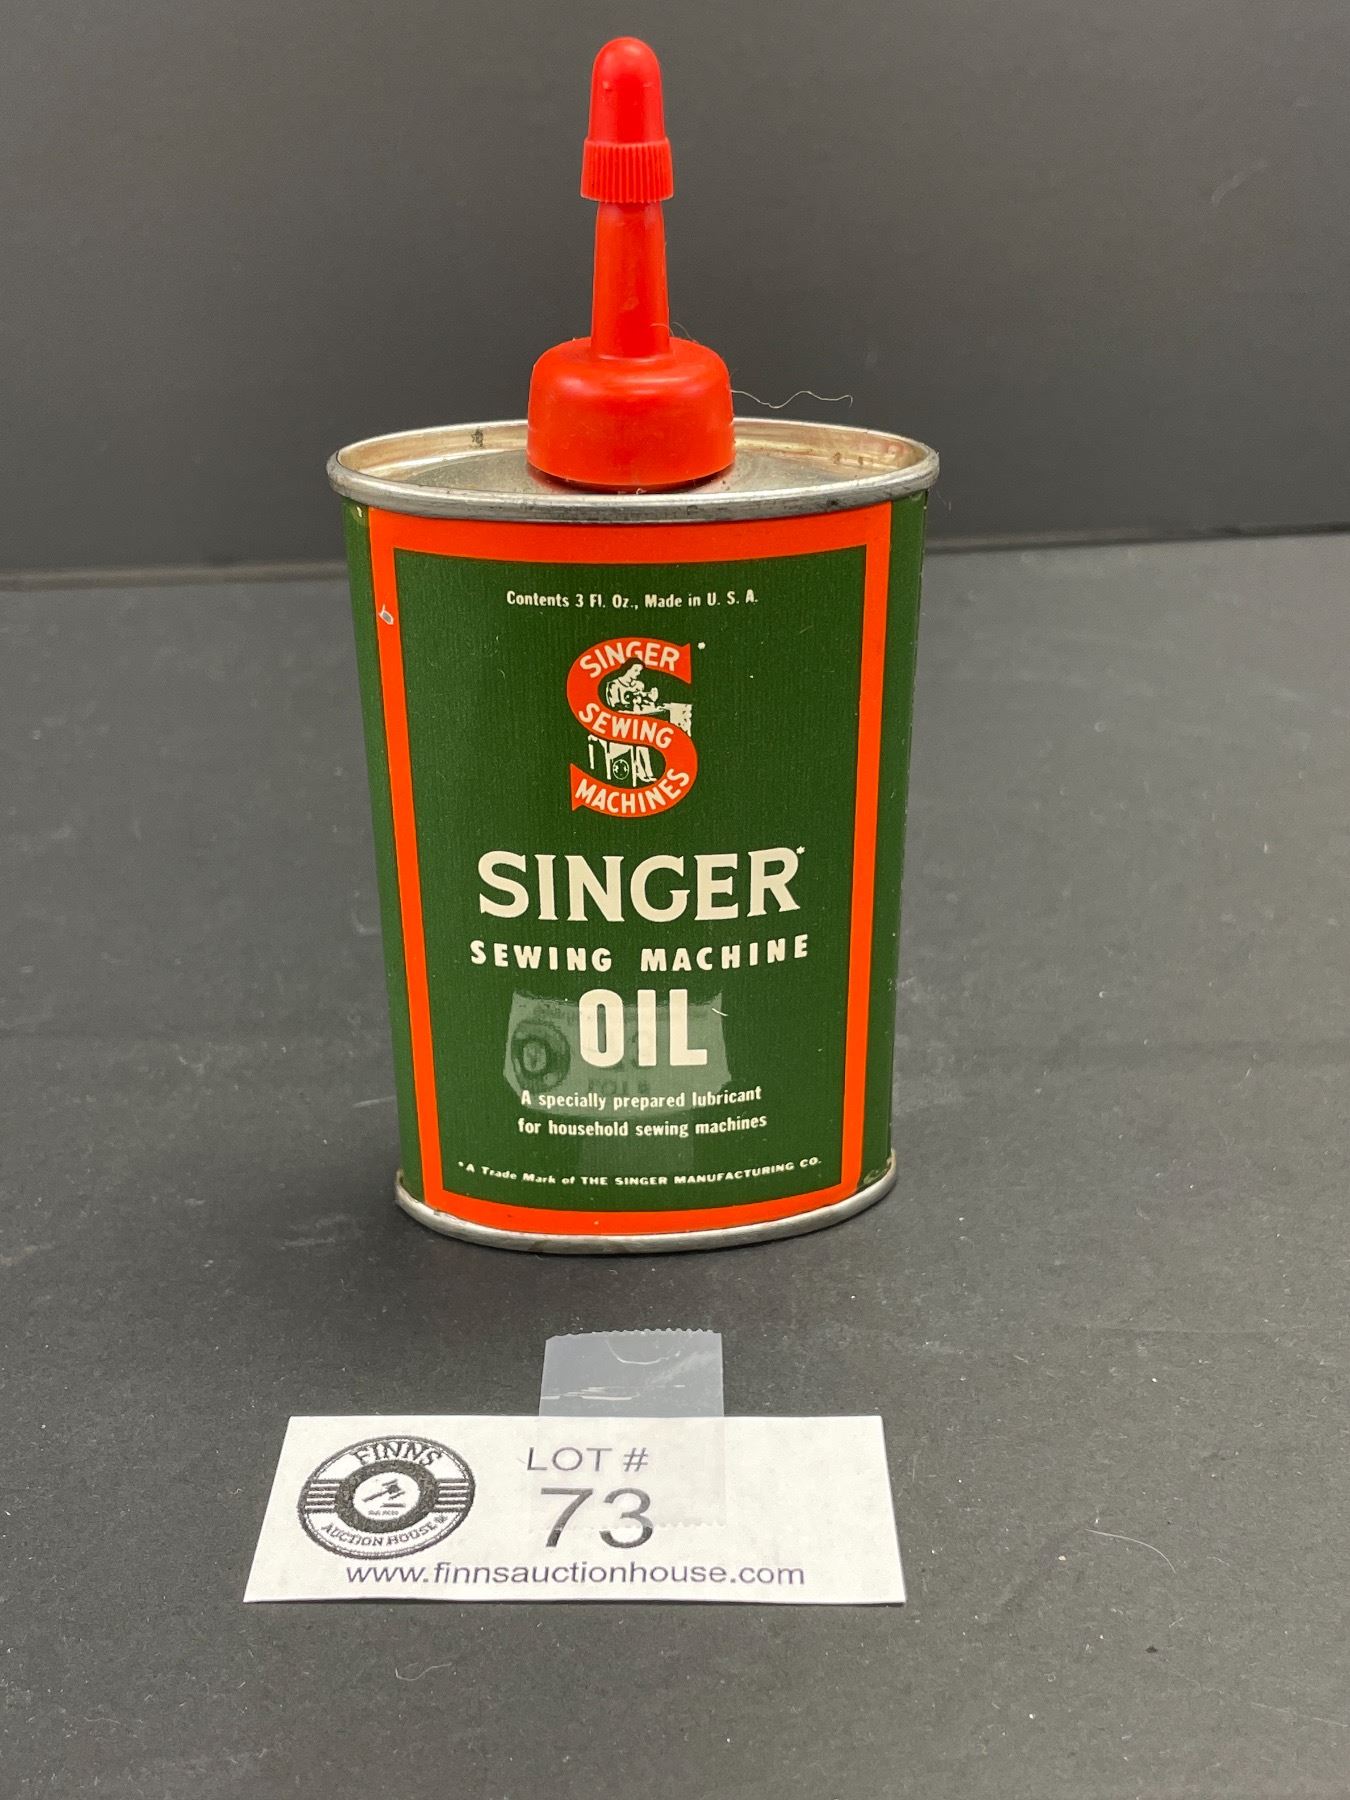 Contents 3 Fl. Oz., Made in U. S. A.
SINGER*
SEWING
MACHINES
SINGER*
SEWING MACHINE
OIL
A specially prepared lubricant
for household sewing machines
*A Trade Mark of THE SINGER MANUFACTURING CO.
FINNS
AUCTION HOUSE
LOT #
73
www.finnsauctionhouse.com